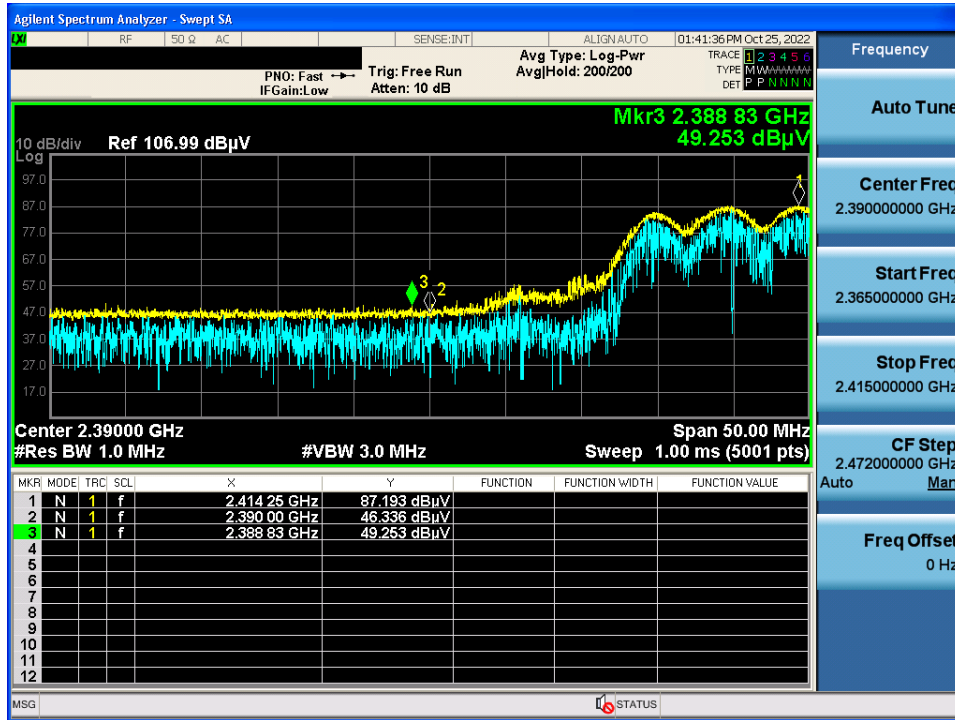 Agilent Spectrum Analyzer - Swept SA
LXI RF 50 Ω AC SENSE:INT ALIGN AUTO 01:41:36 PM Oct 25, 2022
PNO: Fast Trig: Free Run Avg Type: Log-Pwr TRACE 1 2 3 4 5 6
IFGain:Low Atten: 10 dB Avg|Hold: 200/200 TYPE M W
DET P P N N N N
Mkr3 2.388 83 GHz
49.253 dBµV
10 dB/div Ref 106.99 dBµV
Log
97.0
87.0
77.0
67.0
57.0
47.0
37.0
27.0
17.0
1
3
2
Center 2.39000 GHz Span 50.00 MHz
#Res BW 1.0 MHz #VBW 3.0 MHz Sweep 1.00 ms (5001 pts)
MKR MODE TRC SCL X Y FUNCTION FUNCTION WIDTH FUNCTION VALUE
1 N 1 f 2.414 25 GHz 87.193 dBµV
2 N 1 f 2.390 00 GHz 46.336 dBµV
3 N 1 f 2.388 83 GHz 49.253 dBµV
4
5
6
7
8
9
10
11
12
MSG STATUS
Frequency
Auto Tune
Center Freq
2.390000000 GHz
Start Freq
2.365000000 GHz
Stop Freq
2.415000000 GHz
CF Step
2.472000000 GHz
Auto Man
Freq Offset
0 Hz